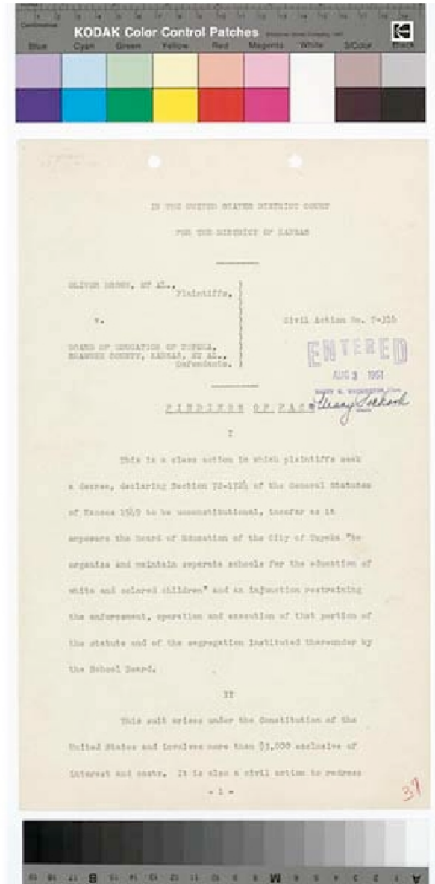 KODAK Color Control Patches
Blue Cyan Green Yellow Red Magenta White 3/Color Black
IN THE UNITED STATES DISTRICT COURT
FOR THE DISTRICT OF KANSAS
OLIVER BROWN, ET AL.,
Plaintiffs,
v.
Civil Action No. T-316
BOARD OF EDUCATION OF TOPEKA,
SHAWNEE COUNTY, KANSAS, ET AL.,
Defendants.
ENTERED
AUG 3 1951
FINDINGS OF FACT
I
This is a class action in which plaintiffs seek
a decree, declaring Section 72-1724 of the General Statutes
of Kansas 1949 to be unconstitutional, insofar as it
empowers the Board of Education of the City of Topeka "to
organize and maintain separate schools for the education of
white and colored children" and an injunction restraining
the enforcement, operation and execution of that portion of
the statute and of the segregation instituted thereunder by
the School Board.
II
This suit arises under the Constitution of the
United States and involves more than $3,000 exclusive of
interest and costs. It is also a civil action to redress
- 1 -
39